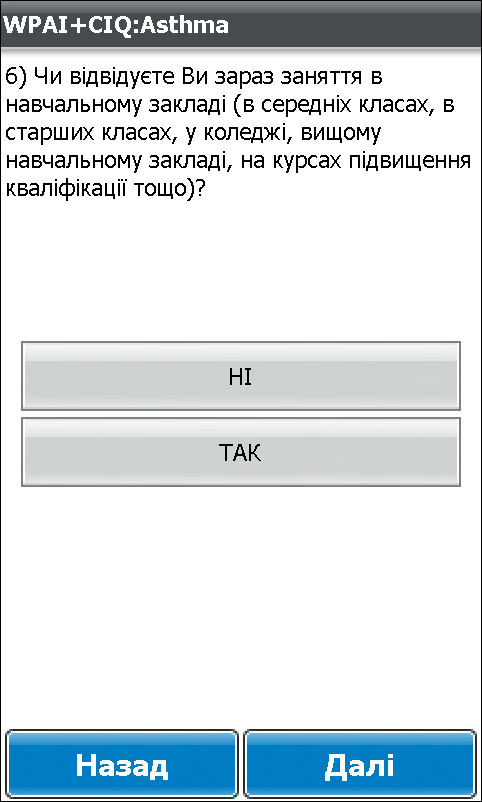 WPAI+CIQ:Asthma
6) Чи відвідуєте Ви зараз заняття в
навчальному закладі (в середніх класах, в
старших класах, у коледжі, вищому
навчальному закладі, на курсах підвищення
кваліфікації тощо)?
НІ
ТАК
Назад Далі